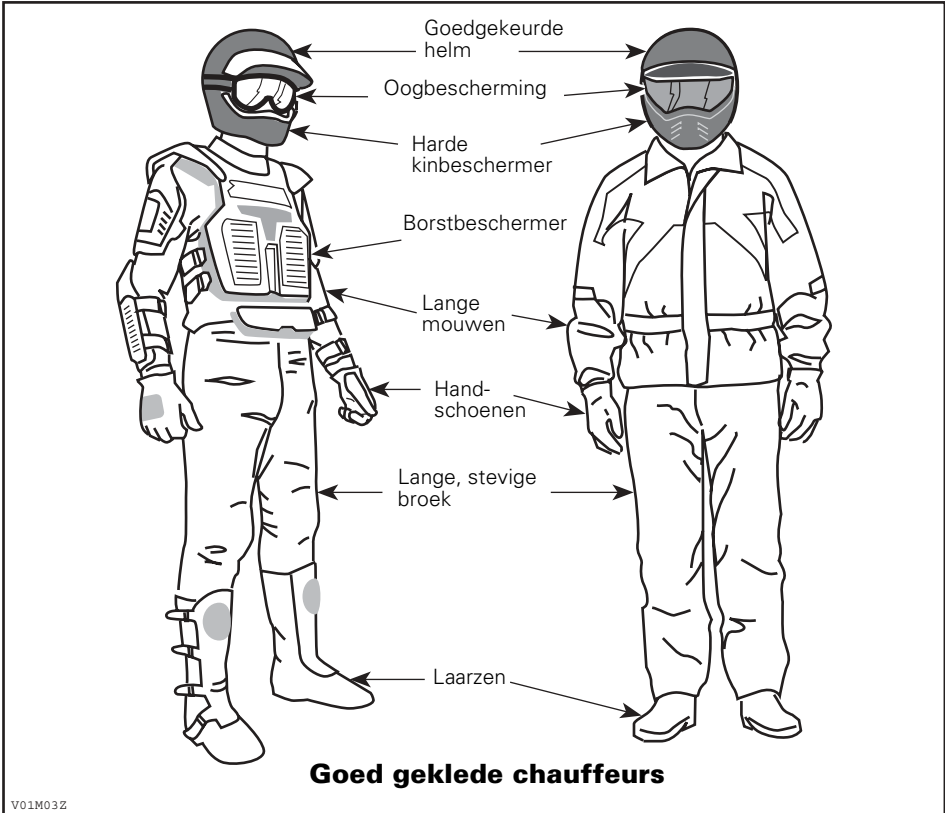 Goedgekeurde
helm
Oogbescherming
Harde
kinbeschermer
Borstbeschermer
Lange
mouwen
Hand-
schoenen
Lange, stevige
broek
Laarzen
Goed geklede chauffeurs
V01M03Z